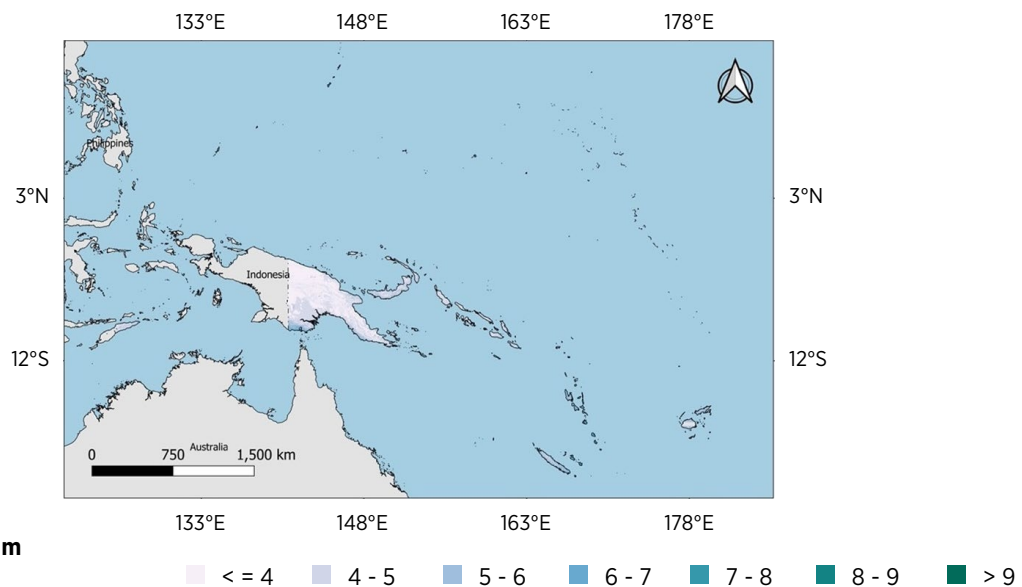 133°E 148°E 163°E 178°E
Philippines
3°N 3°N
Indonesia
12°S 12°S
Australia
0 750 1,500 km
133°E 148°E 163°E 178°E
m
< = 4 4 - 5 5 - 6 6 - 7 7 - 8 8 - 9 > 9